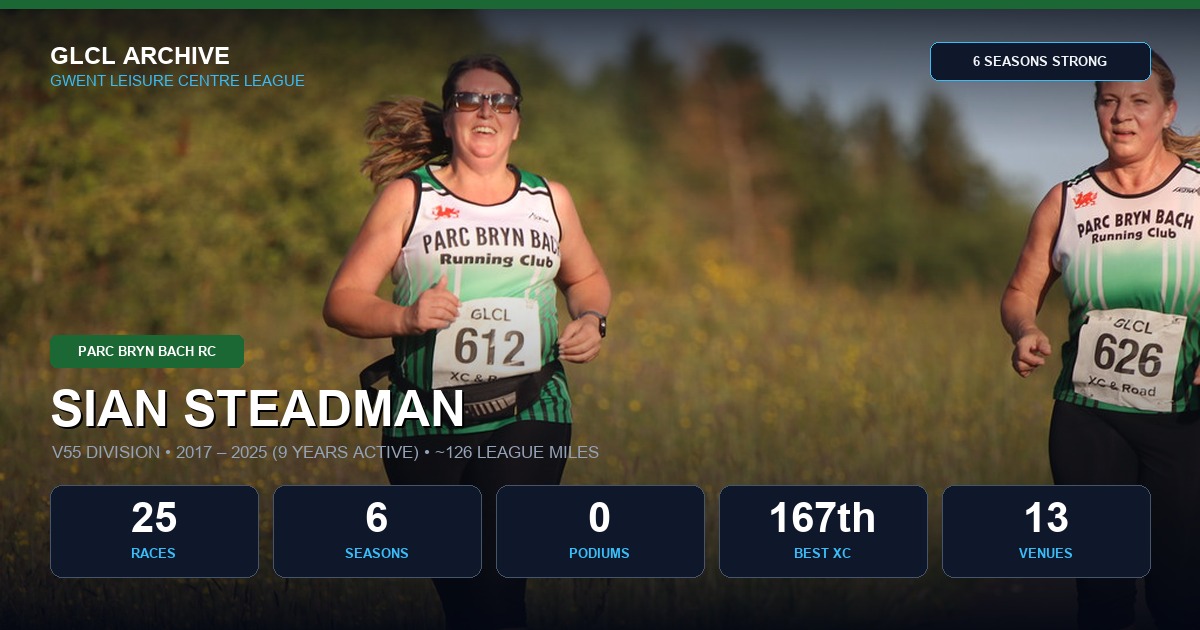 GLCL ARCHIVE
GWENT LEISURE CENTRE LEAGUE
6 SEASONS STRONG
PARC BRYN BAC
Running Club
GLCL
612
XC & R
PARC BRYN BACH
Running Club
GLCL
626
XC & Road
PARC BRYN BACH RC
SIAN STEADMAN
V55 DIVISION • 2017 – 2025 (9 YEARS ACTIVE) • ~126 LEAGUE MILES
25
RACES
6
SEASONS
0
PODIUMS
167th
BEST XC
13
VENUES